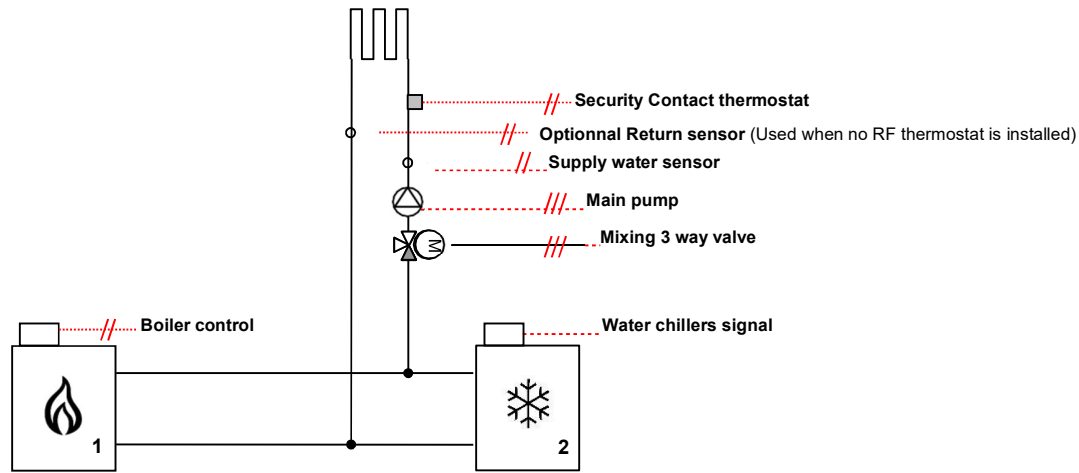 Security Contact thermostat
Optionnal Return sensor (Used when no RF thermostat is installed)
Supply water sensor
Main pump
Mixing 3 way valve
M
Boiler control
Water chillers signal
1
2